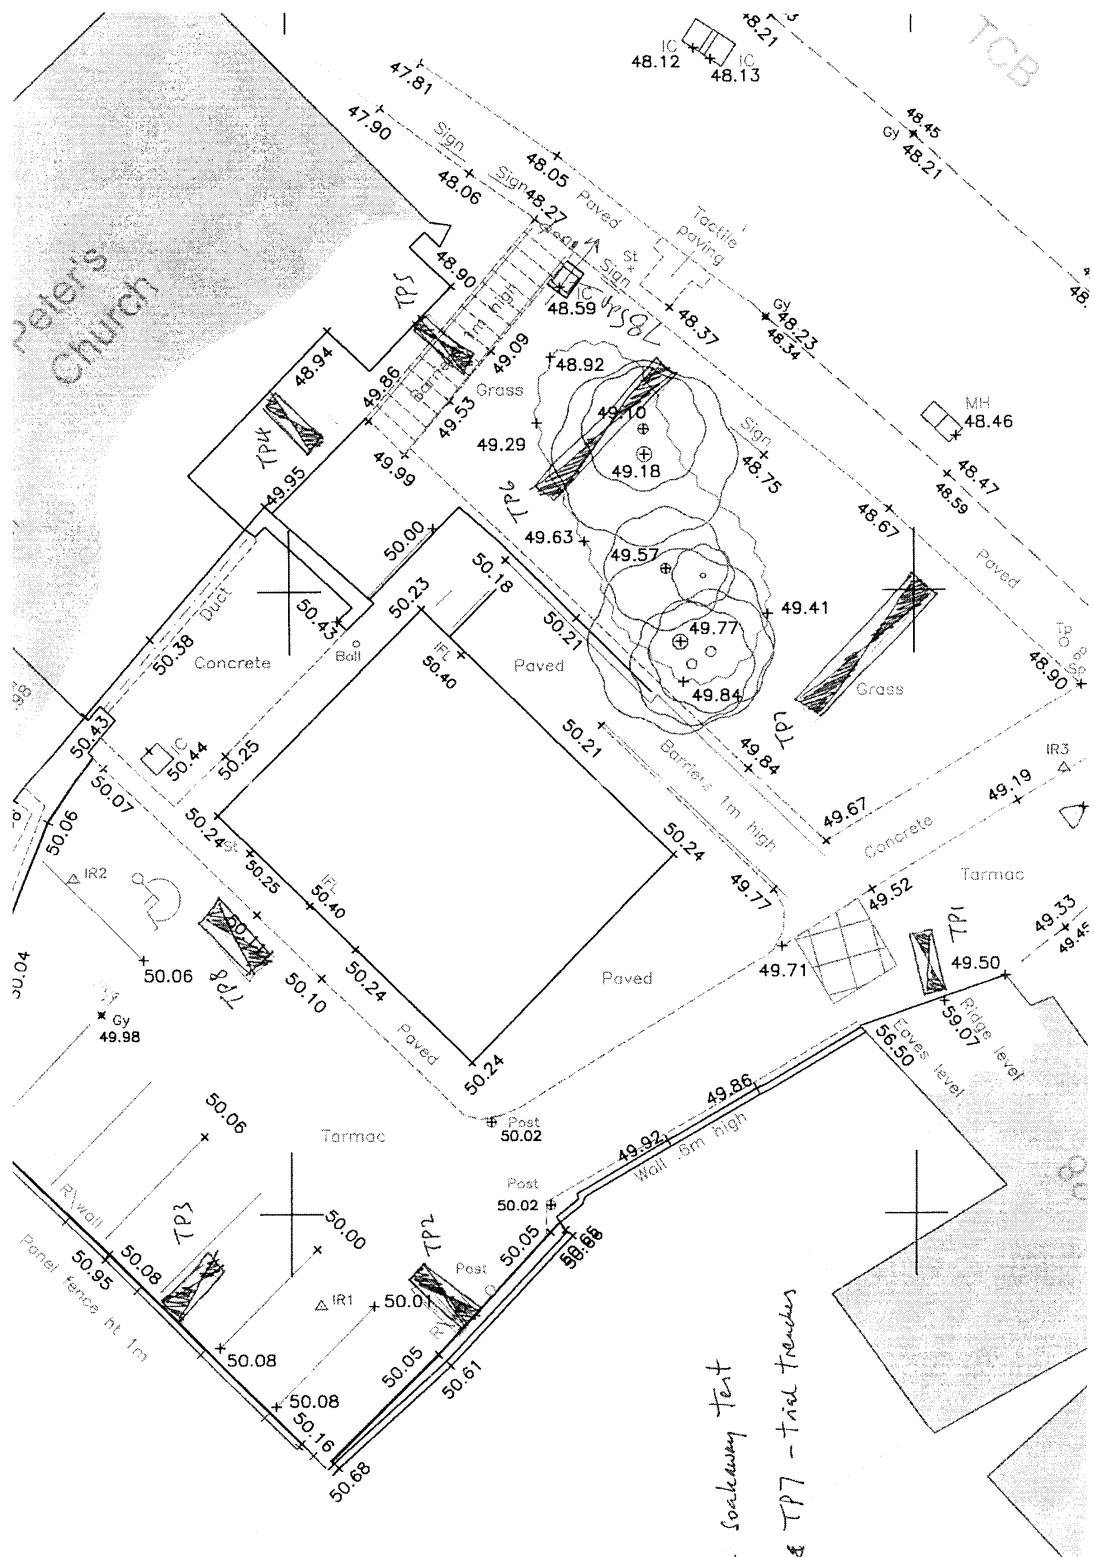 48.21
TCB
IC
48.12
IC
48.13
47.81
47.90
Sign
48.06
48.05
Sign
48.27
Paved
48.45
Gy
48.21
Tactile
paving
St
Sign
Peter's
Church
48.90
TP5
1m high
IC
48.59
48.37
Gy
48.23
48.34
48.94
49.86
49.09
48.92
Grass
49.53
49.10
49.29
49.18
Sign
48.75
MH
48.46
48.47
48.59
TP4
49.95
49.99
TP6
49.63
48.67
50.00
49.57
50.18
Paved
Duct
50.43
50.23
50.21
49.41
49.77
50.38
Concrete
Boll
IFL
50.40
Paved
49.84
Grass
Tp
Sp
48.90
50.43
IC
50.44
50.25
50.21
TP7
IR3
50.07
Barriers 1m high
49.84
49.19
50.06
50.24
St
49.67
Concrete
50.25
50.24
IR2
IFL
50.40
49.77
49.52
Tarmac
TP1
49.33
49.45
50.04
50.06
TP8
50.10
50.24
Paved
49.71
49.50
Gy
49.98
Paved
50.24
Ridge level
59.07
Eaves level
56.50
50.06
Tarmac
Post
50.02
49.86
49.92
Wall .6m high
Post
50.02
R\wall
TP3
50.00
TP2
50.05
50.65
Panel fence ht 1m
50.95
50.08
IR1
Post
50.01
50.08
50.05
50.61
50.08
50.16
50.68
soakaway Test
& TP7 - trial trenches